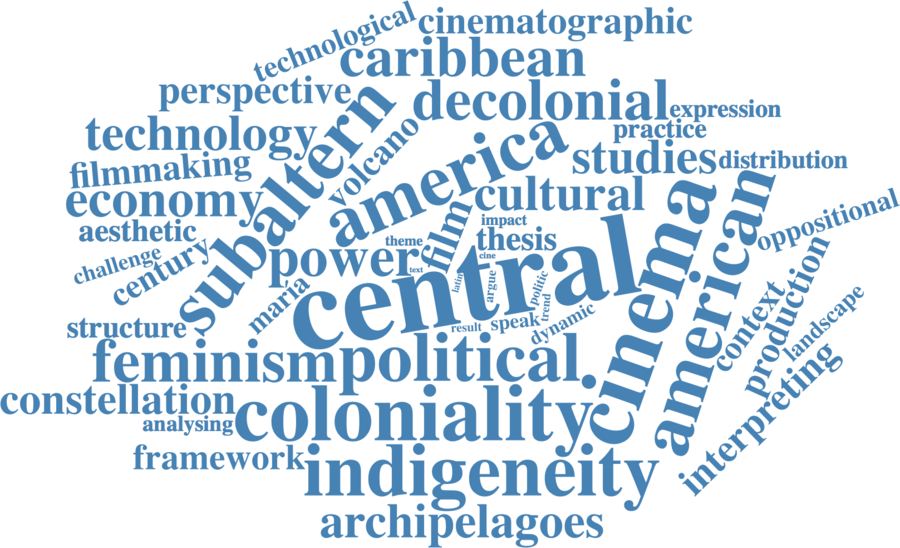 technological
cinematographic
caribbean
perspective
decolonial
expression
technology
subaltern
volcano
america
practice
studies
distribution
filmmaking
economy
cultural
aesthetic
film
impact
thesis
cinema
american
oppositional
challenge
century
power
theme
text
cine
central
latin
argue
politic
trend
maría
structure
result
speak
dynamic
context
production
landscape
feminism
political
constellation
coloniality
analysing
interpreting
framework
indigeneity
archipelagoes